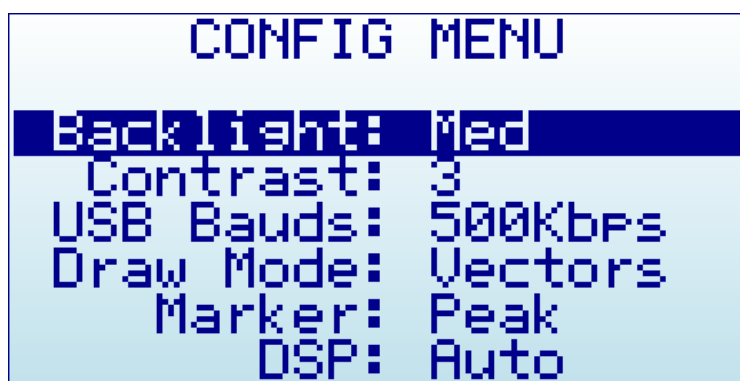 CONFIG MENU
Backlight: Med
Contrast: 3
USB Bauds: 500Kbps
Draw Mode: Vectors
Marker: Peak
DSP: Auto